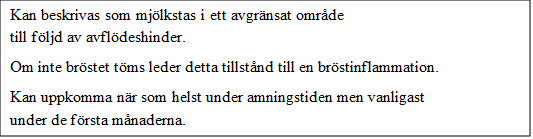 Kan beskrivas som mjölkstas i ett avgränsat område
till följd av avflödeshinder.
Om inte bröstet töms leder detta tillstånd till en bröstinflammation.
Kan uppkomma när som helst under amningstiden men vanligast
under de första månaderna.